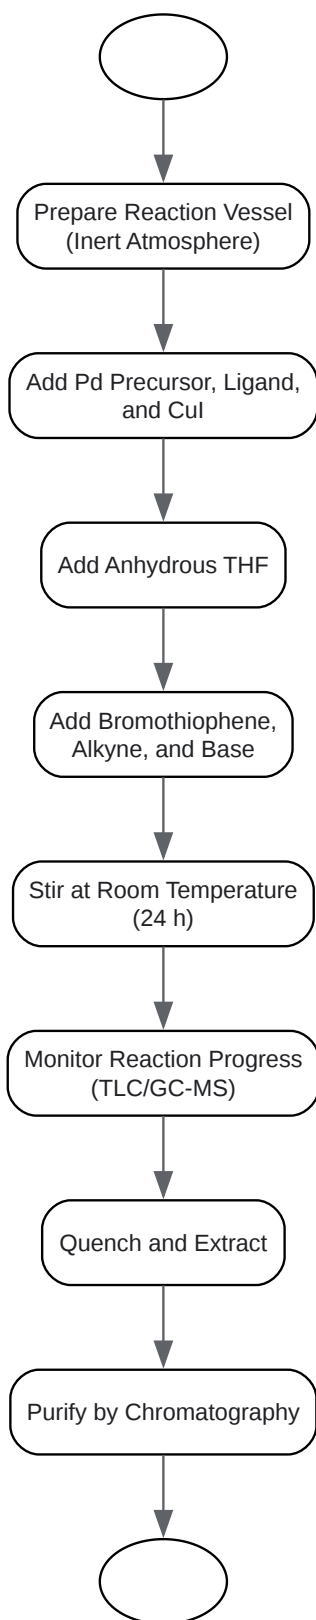 Prepare Reaction Vessel
(Inert Atmosphere)
Add Pd Precursor, Ligand,
and CuI
Add Anhydrous THF
Add Bromothiophene,
Alkyne, and Base
Stir at Room Temperature
(24 h)
Monitor Reaction Progress
(TLC/GC-MS)
Quench and Extract
Purify by Chromatography